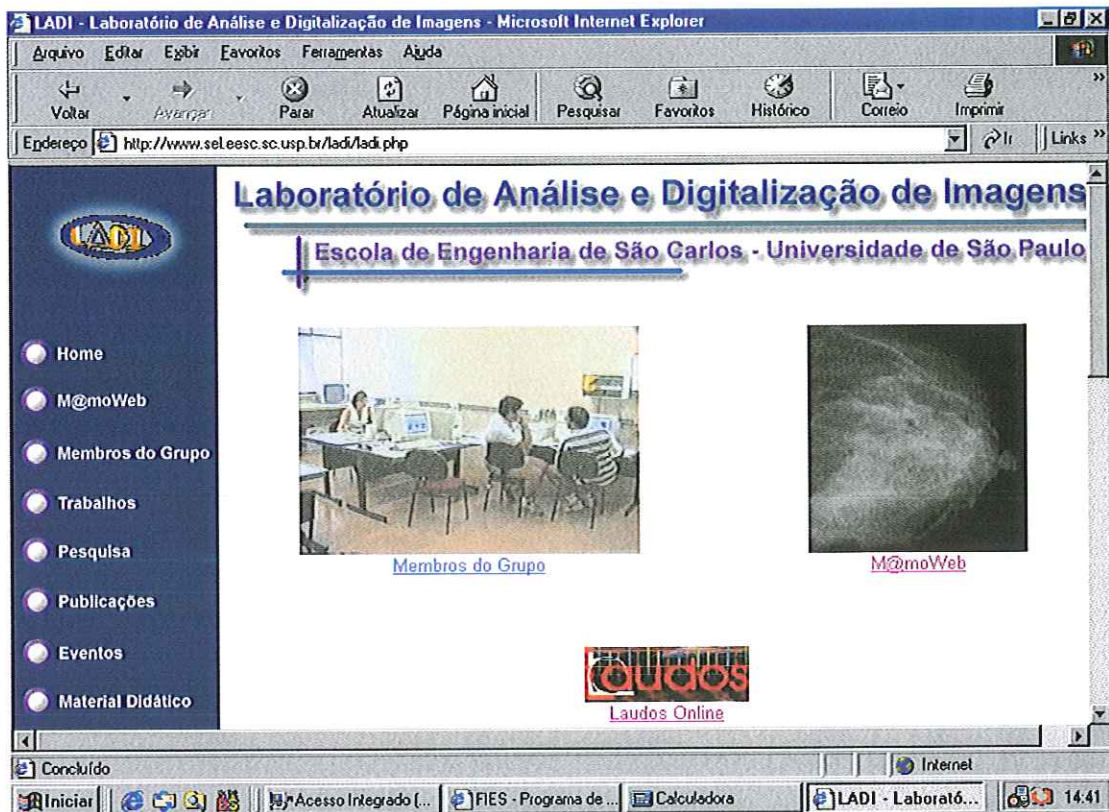 LADI - Laboratório de Análise e Digitalização de Imagens - Microsoft Internet Explorer
Arquivo Editar Exibir Favoritos Ferramentas Ajuda
Voltar Avançar Parar Atualizar Página inicial Pesquisar Favoritos Histórico Correio Imprimir
Endereço http://www.sel.eesc.sc.usp.br/ladi/ladi.php Ir Links
LADI
Home
M@moWeb
Membros do Grupo
Trabalhos
Pesquisa
Publicações
Eventos
Material Didático
Laboratório de Análise e Digitalização de Imagens
Escola de Engenharia de São Carlos - Universidade de São Paulo
Membros do Grupo
M@moWeb
Laudos
Laudos Online
Concluído Internet
Iniciar Acesso Integrado (... FIES - Programa de ... Calculadora LADI - Laborató... 14:41